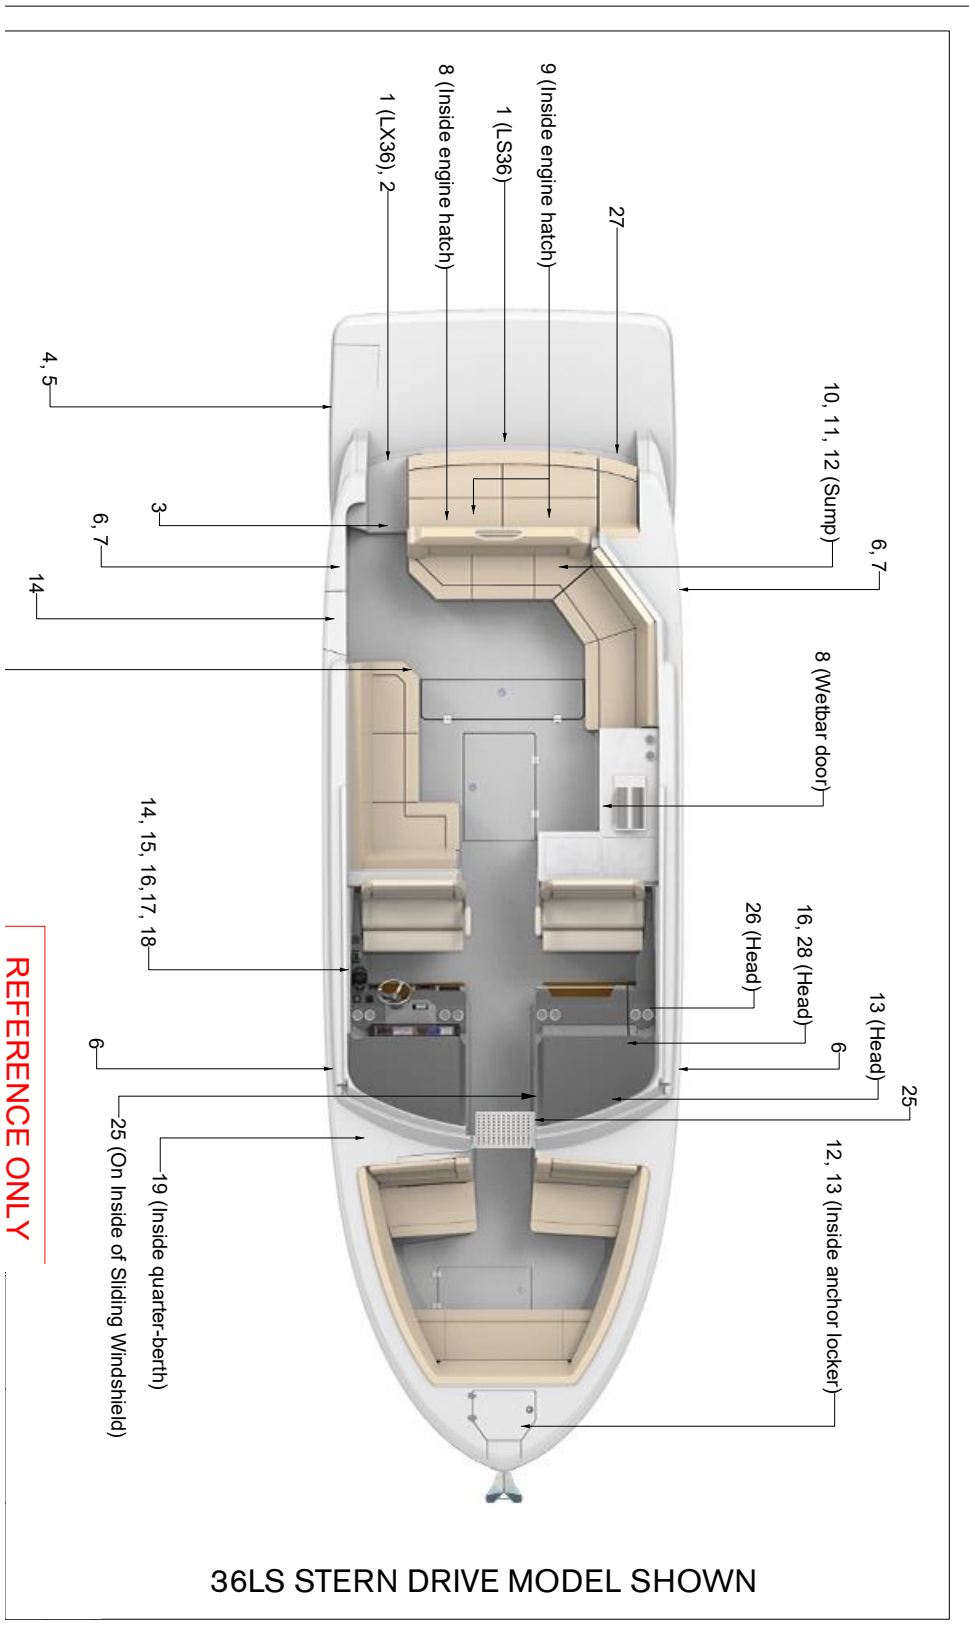 9 (Inside engine hatch)
8 (Inside engine hatch)
1 (LX36), 2
1 (LS36)
27
4, 5
10, 11, 12 (Sump)
3
6, 7
6, 7
14
8 (Wetbar door)
14, 15, 16,17, 18
26 (Head)
16, 28 (Head)
13 (Head)
6
6
25
25 (On Inside of Sliding Windshield)
19 (Inside quarter-berth)
12, 13 (Inside anchor locker)
REFERENCE ONLY
36LS STERN DRIVE MODEL SHOWN